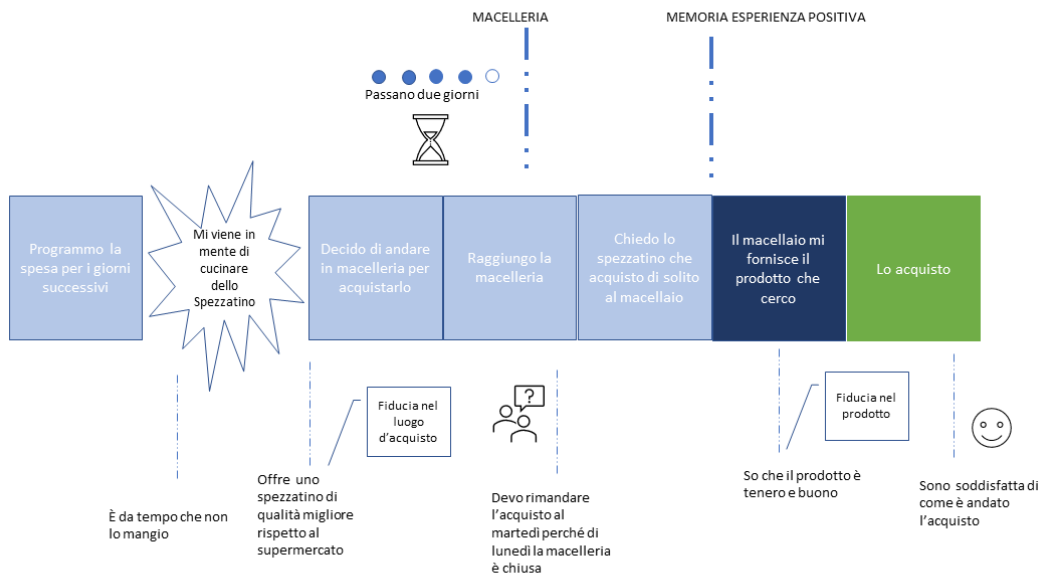 MACELLERIA
MEMORIA ESPERIENZA POSITIVA
Passano due giorni
Programmo la
spesa per i giorni
successivi
Mi viene in
mente di
cucinare
dello
Spezzatino
Decido di andare
in macelleria per
acquistarlo
Raggiungo la
macelleria
Chiedo lo
spezzatino che
acquisto di solito
al macellaio
Il macellaio mi
fornisce il
prodotto che
cerco
Lo acquisto
È da tempo che non
lo mangio
Fiducia nel
luogo
d'acquisto
Offre uno
spezzatino di
qualità migliore
rispetto al
supermercato
?
Devo rimandare
l'acquisto al
martedì perché di
lunedì la macelleria
è chiusa
Fiducia nel
prodotto
So che il prodotto è
tenero e buono
Sono soddisfatta di
come è andato
l'acquisto